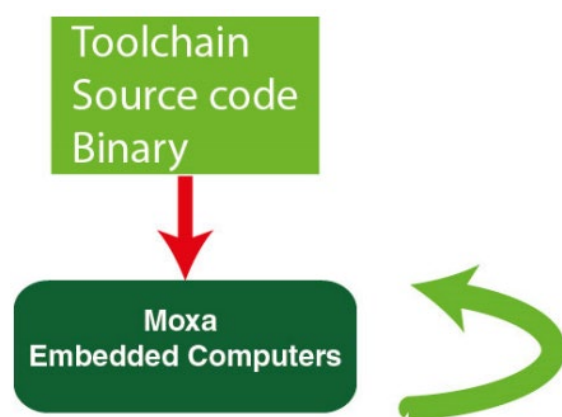 Toolchain
Source code
Binary
Moxa
Embedded Computers